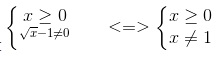 { x ≥ 0 <=> { x ≥ 0
√x-1≠0 x ≠ 1